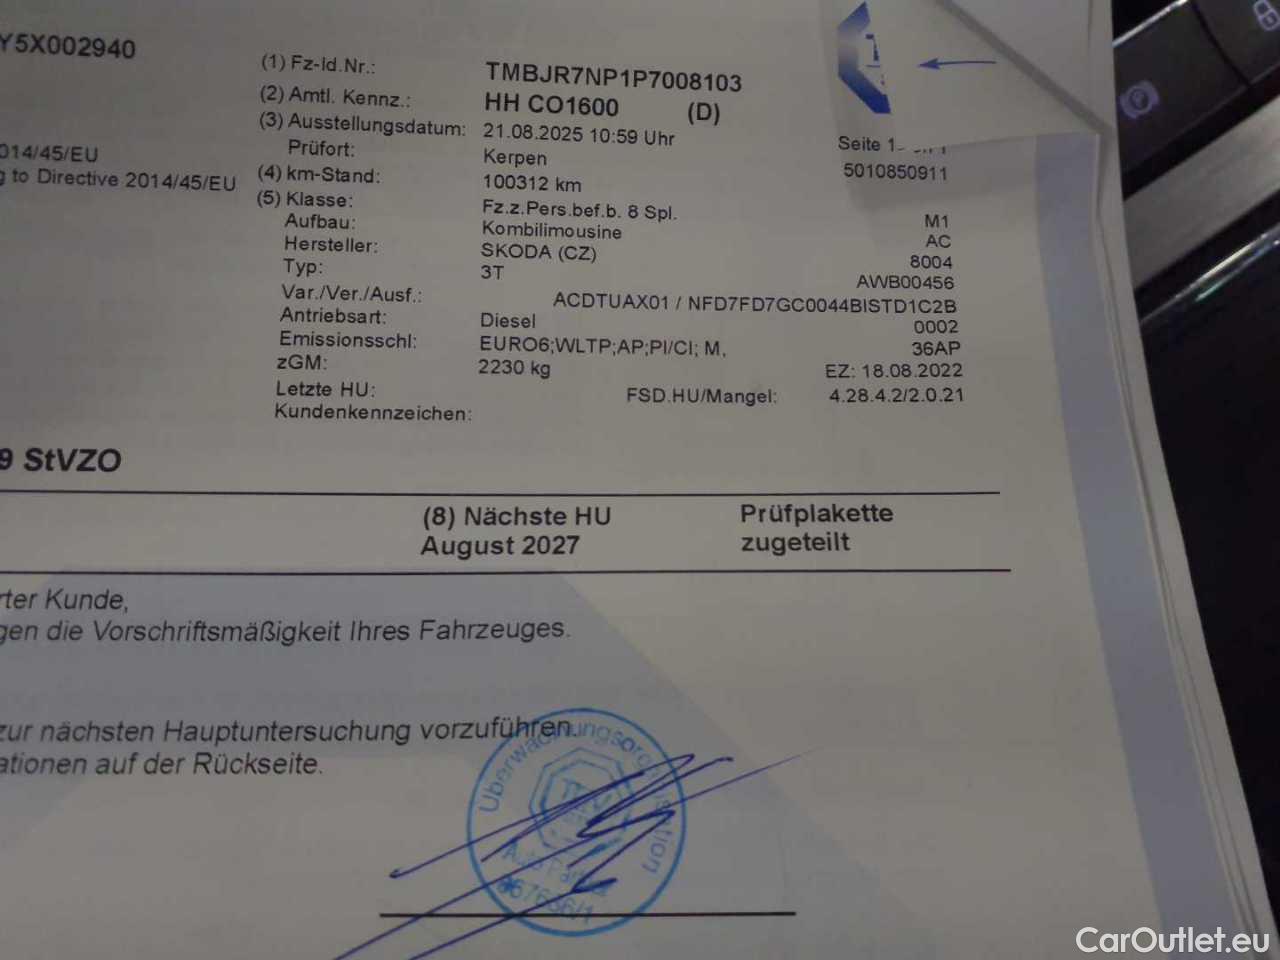 Y5X002940
(1) Fz-Id.Nr.: TMBJR7NP1P7008103
(2) Amtl. Kennz.: HH CO1600 (D)
(3) Ausstellungsdatum: 21.08.2025 10:59 Uhr
Seite 1
Prüfort: Kerpen
5010850911
014/45/EU
g to Directive 2014/45/EU
(4) km-Stand: 100312 km
(5) Klasse: Fz.z.Pers.bef.b. 8 Spl. M1
Aufbau: Kombilimousine AC
Hersteller: SKODA (CZ) 8004
Typ: 3T AWB00456
Var./Ver./Ausf.: ACDTUAX01 / NFD7FD7GC0044BISTD1C2B
Antriebsart: Diesel 0002
Emissionsschl: EURO6;WLTP;AP;PI/CI; M, 36AP
zGM: 2230 kg EZ: 18.08.2022
Letzte HU: FSD.HU/Mangel: 4.28.4.2/2.0.21
Kundenkennzeichen:
9 StVZO
(8) Nächste HU Prüfplakette
August 2027 zugeteilt
rter Kunde,
gen die Vorschriftsmäßigkeit Ihres Fahrzeuges.
zur nächsten Hauptuntersuchung vorzuführen.
ationen auf der Rückseite.
Überwachungsorganisation
Auto Partner
CarOutlet.eu